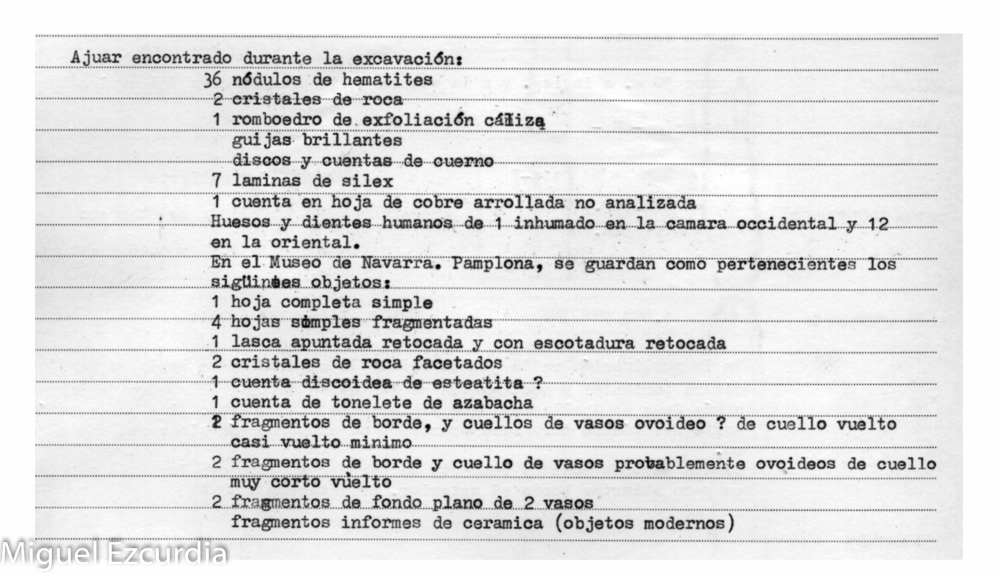 Ajuar encontrado durante la excavación:
36 nódulos de hematites
2 cristales de roca
1 romboedro de exfoliación cáliza
guijas brillantes
discos y cuentas de cuerno
7 laminas de silex
1 cuenta en hoja de cobre arrollada no analizada
Huesos y dientes humanos de 1 inhumado en la camara occidental y 12
en la oriental.
En el Museo de Navarra. Pamplona, se guardan como pertenecientes los
sigüintes objetos:
1 hoja completa simple
4 hojas simples fragmentadas
1 lasca apuntada retocada y con escotadura retocada
2 cristales de roca facetados
1 cuenta discoidea de esteatita ?
1 cuenta de tonelete de azabacha
2 fragmentos de borde, y cuellos de vasos ovoideo ? de cuello vuelto
casi vuelto minimo
2 fragmentos de borde y cuello de vasos probablemente ovoideos de cuello
muy corto vuelto
2 fragmentos de fondo plano de 2 vasos
fragmentos informes de ceramica (objetos modernos)
Miguel Ezcurdia